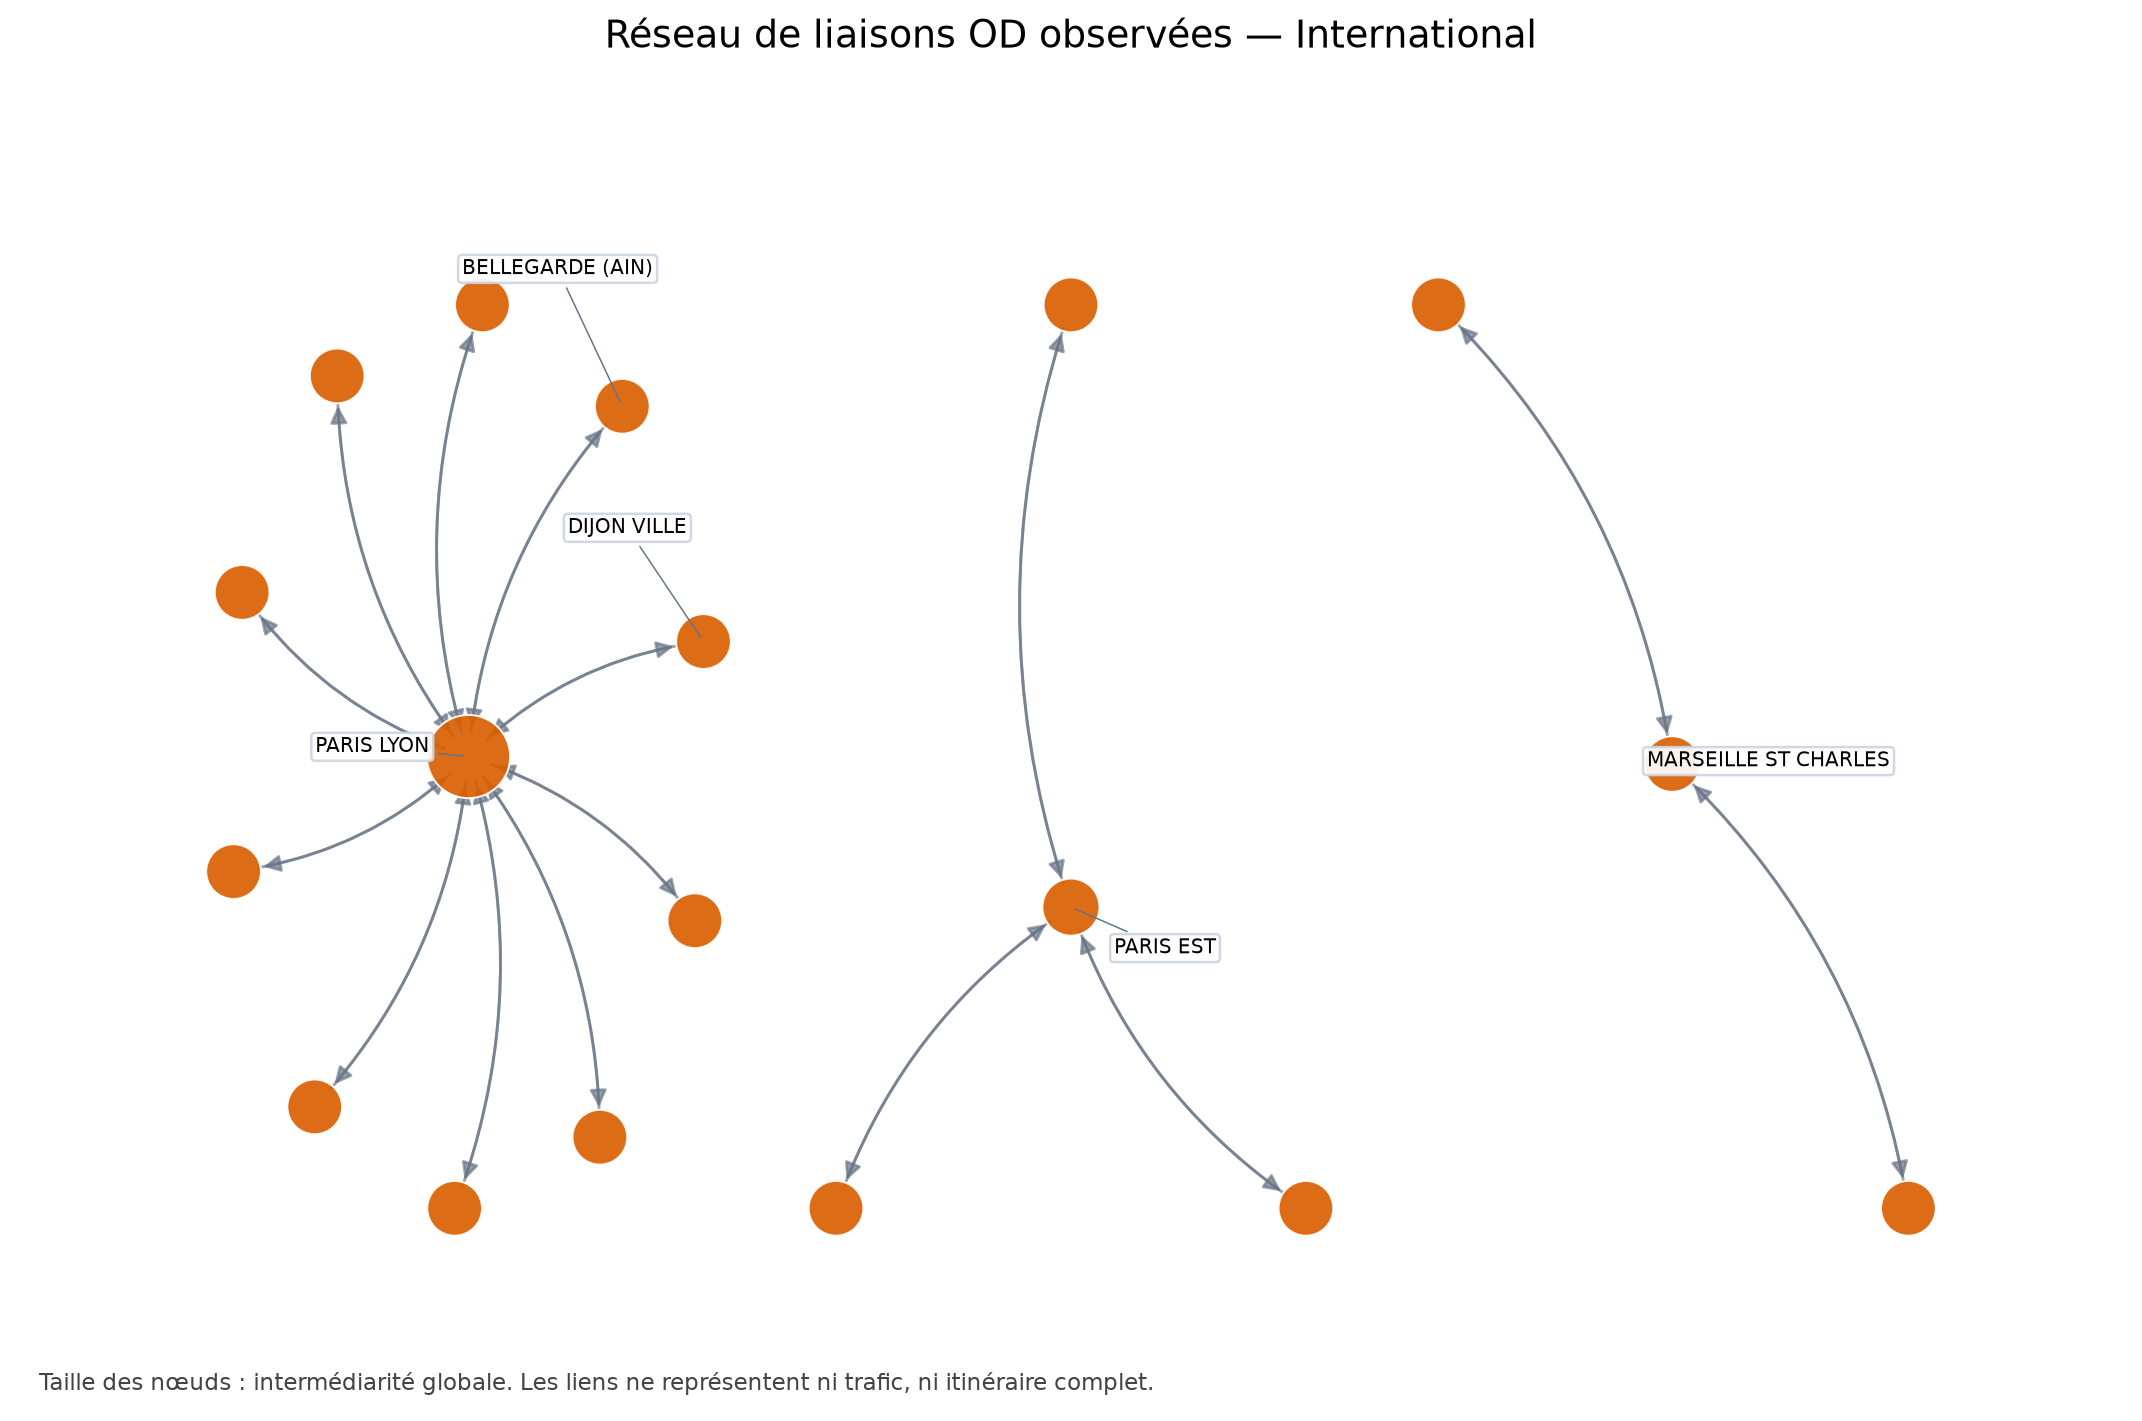 Réseau de liaisons OD observées — International
BELLEGARDE (AIN)
DIJON VILLE
PARIS LYON
MARSEILLE ST CHARLES
PARIS EST
Taille des nœuds : intermédiarité globale. Les liens ne représentent ni trafic, ni itinéraire complet.